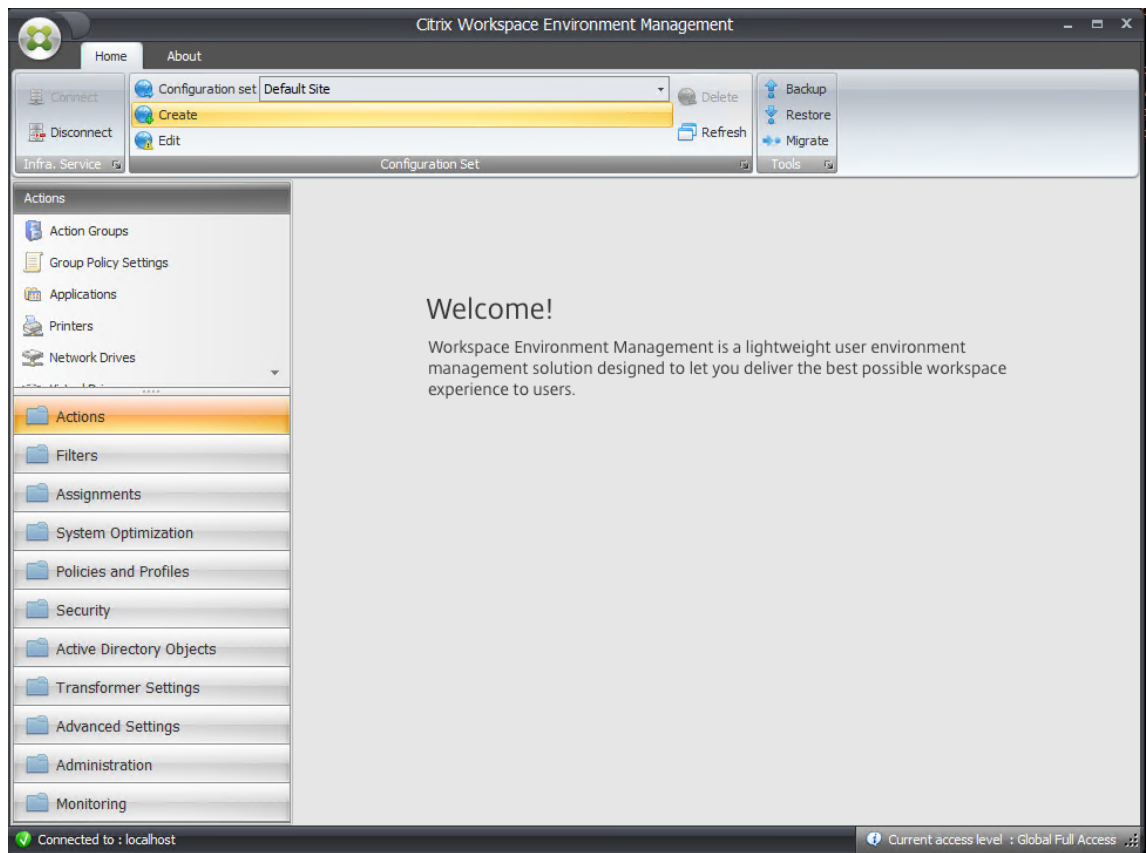 Citrix Workspace Environment Management
Home About
Connect
Disconnect
Infra. Service
Configuration set Default Site
Create
Edit
Delete
Refresh
Configuration Set
Backup
Restore
Migrate
Tools
Actions
Action Groups
Group Policy Settings
Applications
Printers
Network Drives
Actions
Filters
Assignments
System Optimization
Policies and Profiles
Security
Active Directory Objects
Transformer Settings
Advanced Settings
Administration
Monitoring
Welcome!
Workspace Environment Management is a lightweight user environment
management solution designed to let you deliver the best possible workspace
experience to users.
Connected to : localhost
Current access level : Global Full Access